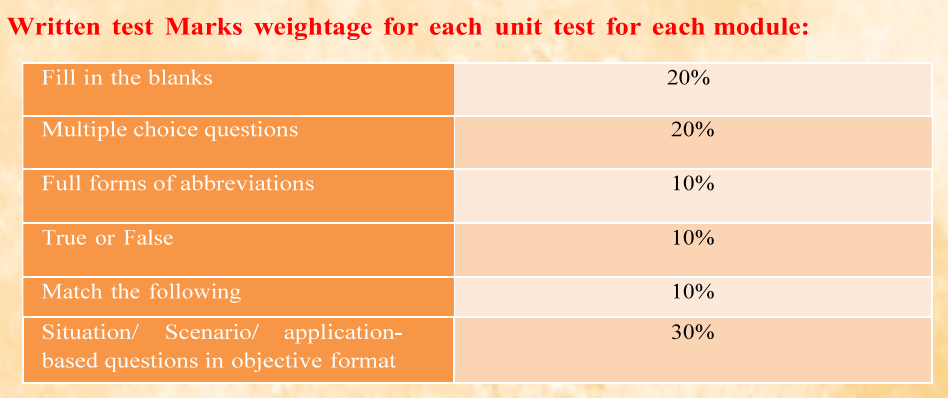 Written test Marks weightage for each unit test for each module:
Fill in the blanks 20%
Multiple choice questions 20%
Full forms of abbreviations 10%
True or False 10%
Match the following 10%
Situation/ Scenario/ application- 30%
based questions in objective format